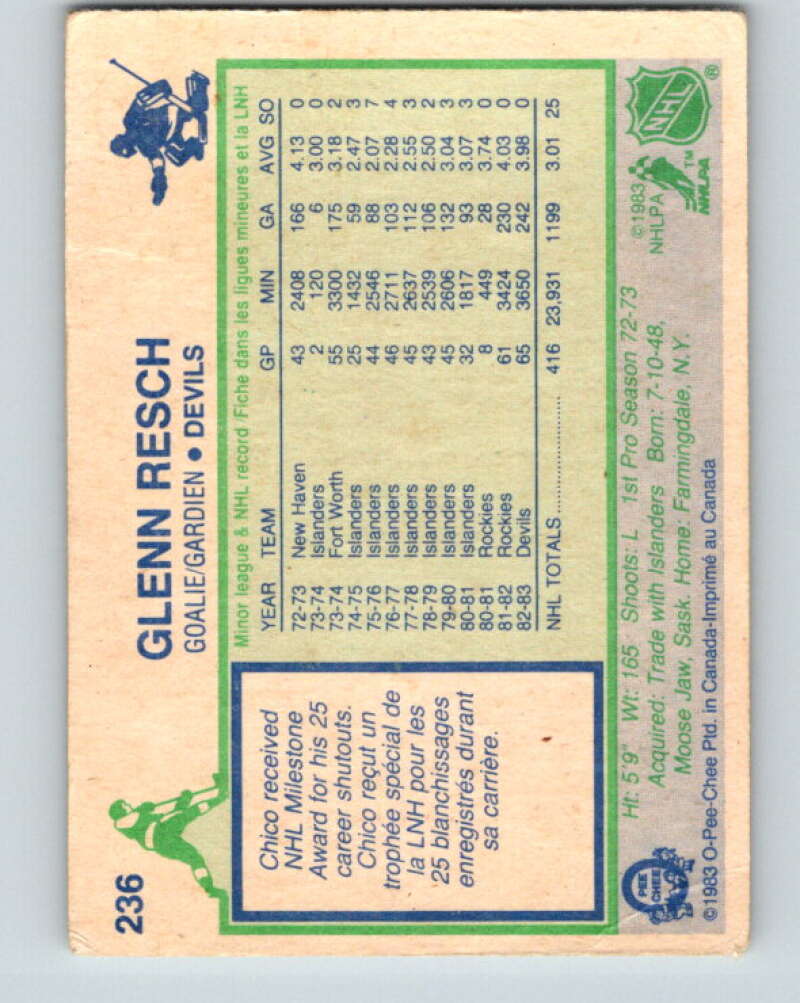 236
GLENN RESCH
GOALIE/GARDIEN • DEVILS
Chico received
NHL Milestone
Award for his 25
career shutouts.
Chico reçut un
trophée spécial de
la LNH pour les
25 blanchissages
enregistrés durant
sa carrière.
Minor league & NHL record/Fiche dans les ligues mineures et la LNH
YEAR TEAM GP MIN GA AVG SO
72-73 New Haven 43 2408 166 4.13 0
73-74 Islanders 2 120 6 3.00 0
73-74 Fort Worth 55 3300 175 3.18 2
74-75 Islanders 25 1432 59 2.47 3
75-76 Islanders 44 2546 88 2.07 7
76-77 Islanders 46 2711 103 2.28 4
77-78 Islanders 45 2637 112 2.55 3
78-79 Islanders 43 2539 106 2.50 2
79-80 Islanders 45 2606 132 3.04 3
80-81 Islanders 32 1817 93 3.07 3
80-81 Rockies 8 449 28 3.74 0
81-82 Rockies 61 3424 230 4.03 0
82-83 Devils 65 3650 242 3.98 0
NHL TOTALS 416 23,931 1199 3.01 25
Ht: 5'9" Wt: 165 Shoots: L 1st Pro Season 72-73
Acquired: Trade with Islanders Born: 7-10-48,
Moose Jaw, Sask. Home: Farmingdale, N.Y.
©1983 O-Pee-Chee Ptd. in Canada-Imprimé au Canada
PEE
CHEE
©1983
NHLPA
NHL ®
TM
NHLPA